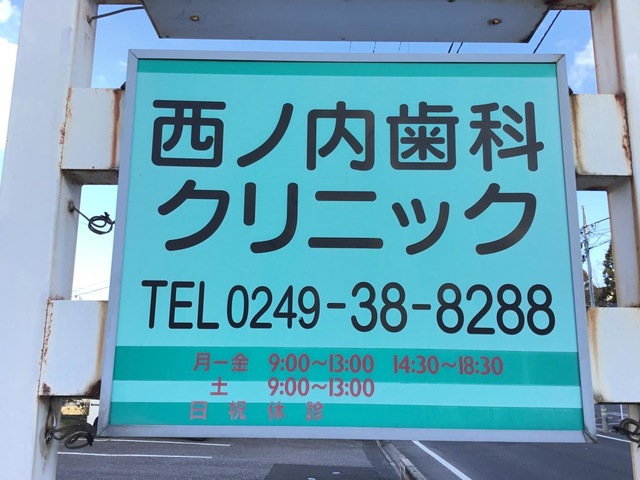 西ノ内歯科
クリニック
TEL 0249-38-8288
月－金 9:00～13:00 14:30～18:30
土 9:00～13:00
日 祝 休 診